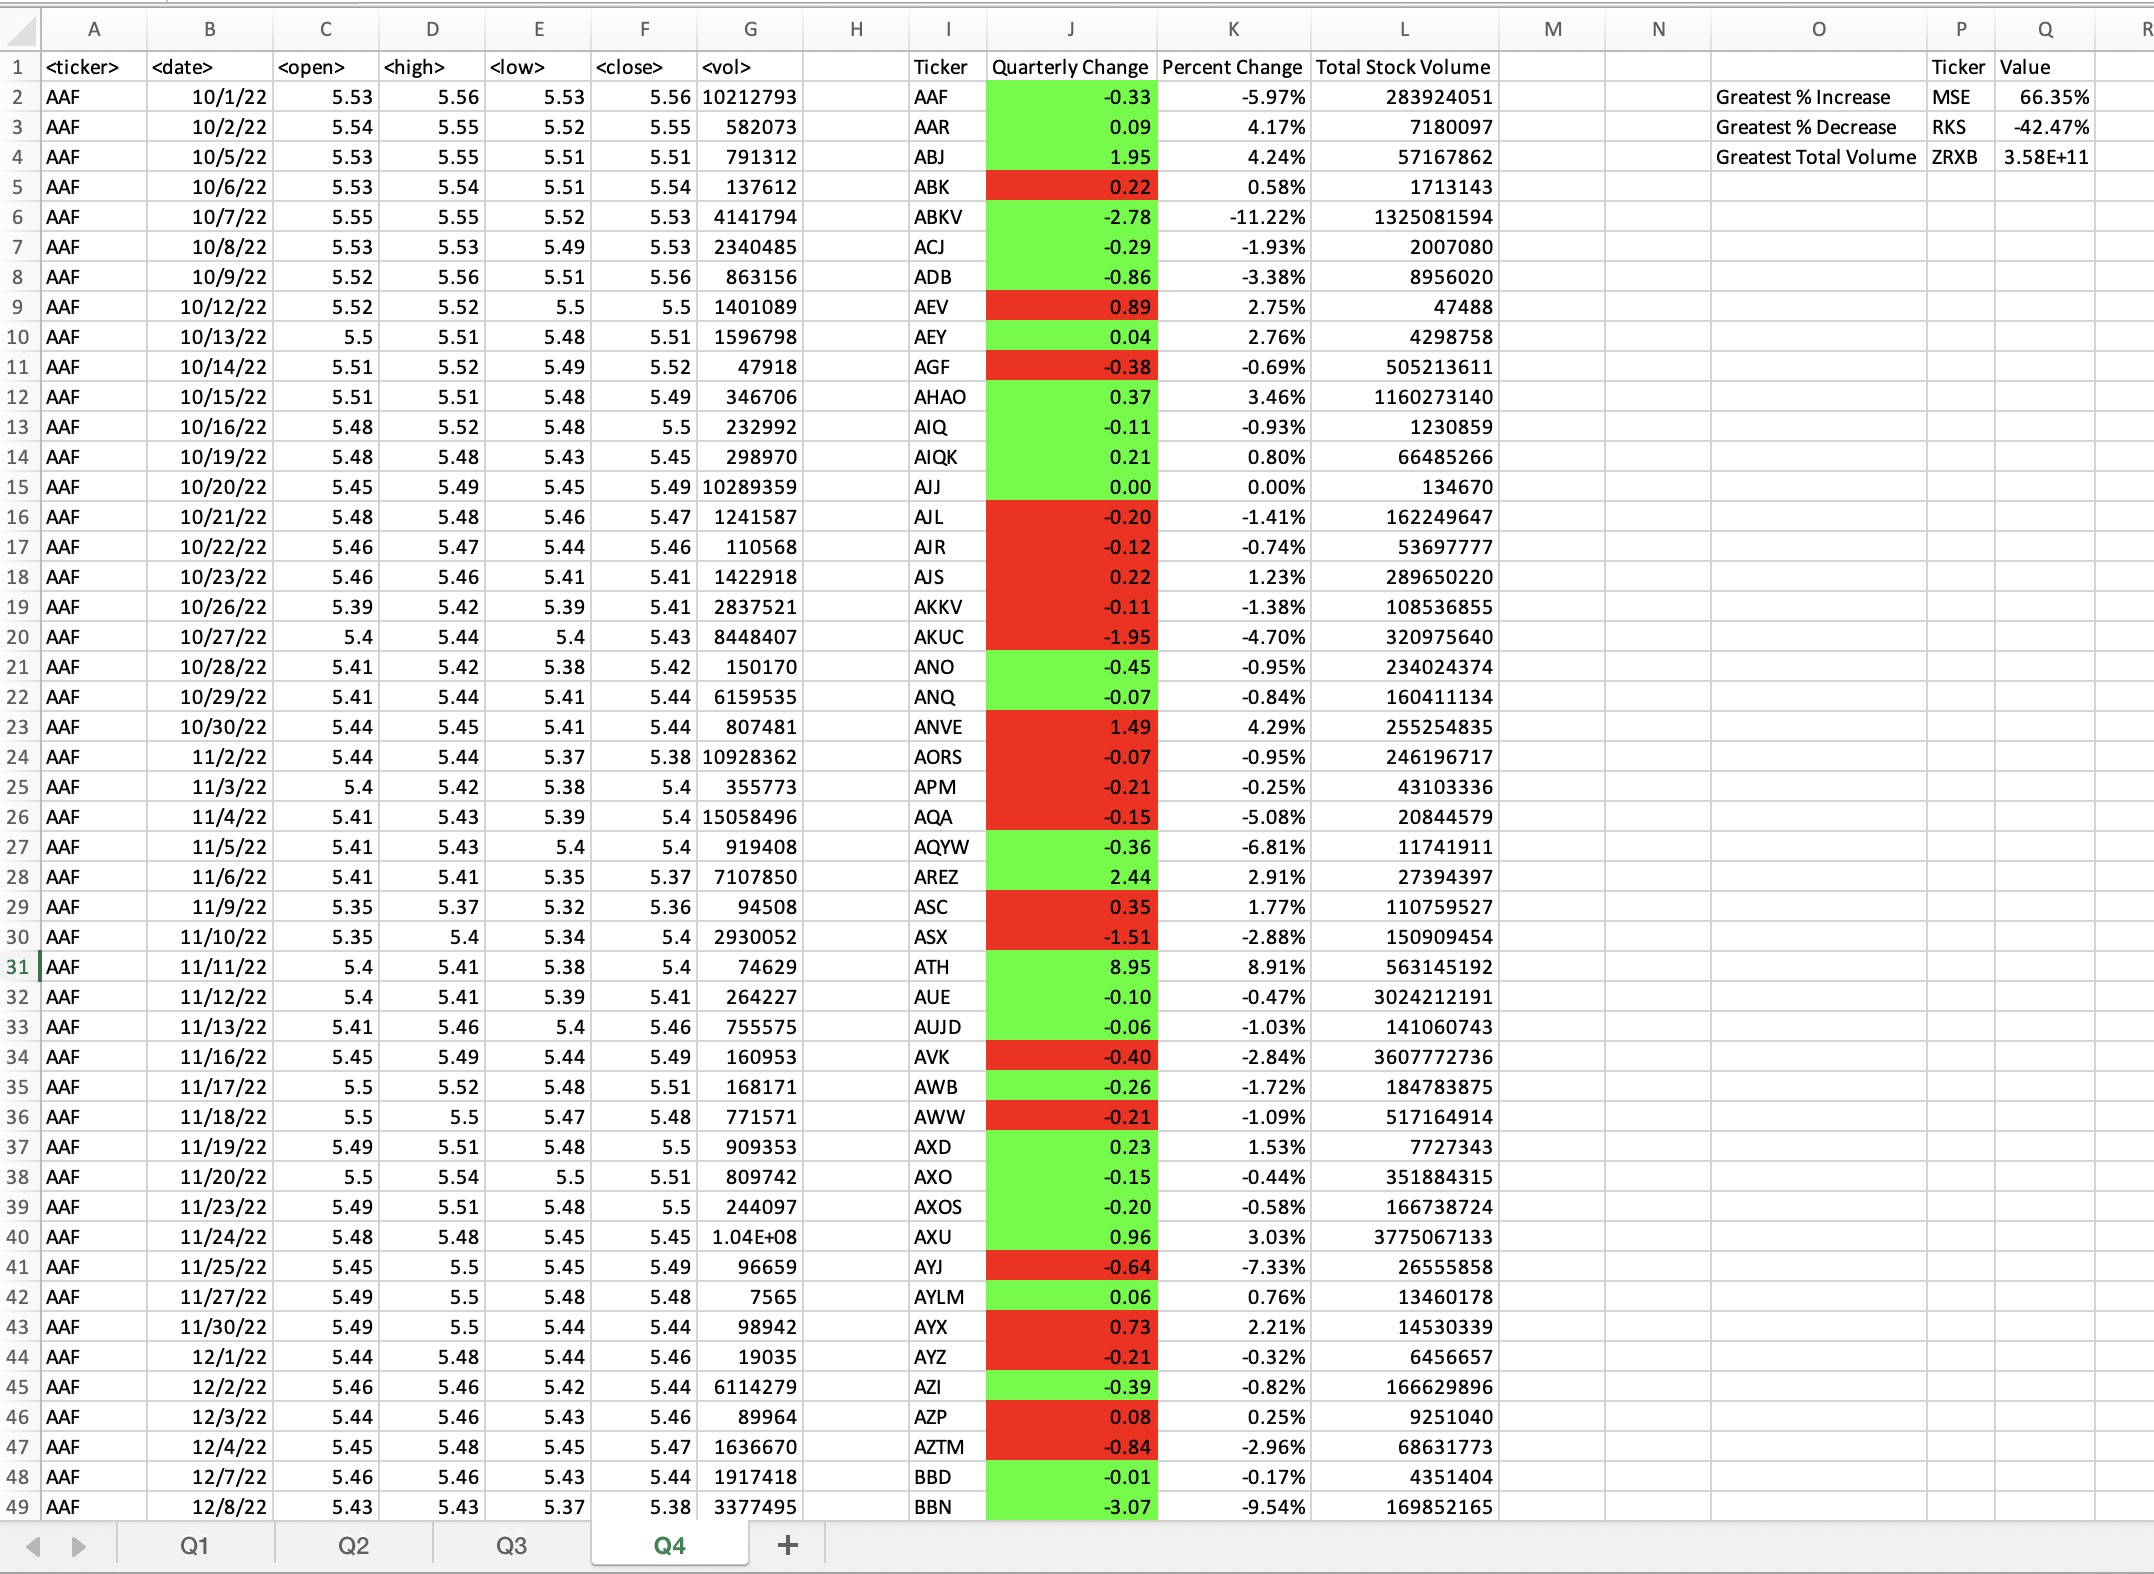 A B C D E F G H I J K L M N O P Q R
1 <ticker> <date> <open> <high> <low> <close> <vol> Ticker Quarterly Change Percent Change Total Stock Volume Ticker Value
2 AAF 10/1/22 5.53 5.56 5.53 5.56 10212793 AAF -0.33 -5.97% 283924051 Greatest % Increase MSE 66.35%
3 AAF 10/2/22 5.54 5.55 5.52 5.55 582073 AAR 0.09 4.17% 7180097 Greatest % Decrease RKS -42.47%
4 AAF 10/5/22 5.53 5.55 5.51 5.51 791312 ABJ 1.95 4.24% 57167862 Greatest Total Volume ZRXB 3.58E+11
5 AAF 10/6/22 5.53 5.54 5.51 5.54 137612 ABK 0.22 0.58% 1713143
6 AAF 10/7/22 5.55 5.55 5.52 5.53 4141794 ABKV -2.78 -11.22% 1325081594
7 AAF 10/8/22 5.53 5.53 5.49 5.53 2340485 ACJ -0.29 -1.93% 2007080
8 AAF 10/9/22 5.52 5.56 5.51 5.56 863156 ADB -0.86 -3.38% 8956020
9 AAF 10/12/22 5.52 5.52 5.5 5.5 1401089 AEV 0.89 2.75% 47488
10 AAF 10/13/22 5.5 5.51 5.48 5.51 1596798 AEY 0.04 2.76% 4298758
11 AAF 10/14/22 5.51 5.52 5.49 5.52 47918 AGF -0.38 -0.69% 505213611
12 AAF 10/15/22 5.51 5.51 5.48 5.49 346706 AHAO 0.37 3.46% 1160273140
13 AAF 10/16/22 5.48 5.52 5.48 5.5 232992 AIQ -0.11 -0.93% 1230859
14 AAF 10/19/22 5.48 5.48 5.43 5.45 298970 AIQK 0.21 0.80% 66485266
15 AAF 10/20/22 5.45 5.49 5.45 5.49 10289359 AJJ 0.00 0.00% 134670
16 AAF 10/21/22 5.48 5.48 5.46 5.47 1241587 AJL -0.20 -1.41% 162249647
17 AAF 10/22/22 5.46 5.47 5.44 5.46 110568 AJR -0.12 -0.74% 53697777
18 AAF 10/23/22 5.46 5.46 5.41 5.41 1422918 AJS 0.22 1.23% 289650220
19 AAF 10/26/22 5.39 5.42 5.39 5.41 2837521 AKKV -0.11 -1.38% 108536855
20 AAF 10/27/22 5.4 5.44 5.4 5.43 8448407 AKUC -1.95 -4.70% 320975640
21 AAF 10/28/22 5.41 5.42 5.38 5.42 150170 ANO -0.45 -0.95% 234024374
22 AAF 10/29/22 5.41 5.44 5.41 5.44 6159535 ANQ -0.07 -0.84% 160411134
23 AAF 10/30/22 5.44 5.45 5.41 5.44 807481 ANVE 1.49 4.29% 255254835
24 AAF 11/2/22 5.44 5.44 5.37 5.38 10928362 AORS -0.07 -0.95% 246196717
25 AAF 11/3/22 5.4 5.42 5.38 5.4 355773 APM -0.21 -0.25% 43103336
26 AAF 11/4/22 5.41 5.43 5.39 5.4 15058496 AQA -0.15 -5.08% 20844579
27 AAF 11/5/22 5.41 5.43 5.4 5.4 919408 AQYW -0.36 -6.81% 11741911
28 AAF 11/6/22 5.41 5.41 5.35 5.37 7107850 AREZ 2.44 2.91% 27394397
29 AAF 11/9/22 5.35 5.37 5.32 5.36 94508 ASC 0.35 1.77% 110759527
30 AAF 11/10/22 5.35 5.4 5.34 5.4 2930052 ASX -1.51 -2.88% 150909454
31 AAF 11/11/22 5.4 5.41 5.38 5.4 74629 ATH 8.95 8.91% 563145192
32 AAF 11/12/22 5.4 5.41 5.39 5.41 264227 AUE -0.10 -0.47% 3024212191
33 AAF 11/13/22 5.41 5.46 5.4 5.46 755575 AUJD -0.06 -1.03% 141060743
34 AAF 11/16/22 5.45 5.49 5.44 5.49 160953 AVK -0.40 -2.84% 3607772736
35 AAF 11/17/22 5.5 5.52 5.48 5.51 168171 AWB -0.26 -1.72% 184783875
36 AAF 11/18/22 5.5 5.5 5.47 5.48 771571 AWW -0.21 -1.09% 517164914
37 AAF 11/19/22 5.49 5.51 5.48 5.5 909353 AXD 0.23 1.53% 7727343
38 AAF 11/20/22 5.5 5.54 5.5 5.51 809742 AXO -0.15 -0.44% 351884315
39 AAF 11/23/22 5.49 5.51 5.48 5.5 244097 AXOS -0.20 -0.58% 166738724
40 AAF 11/24/22 5.48 5.48 5.45 5.45 1.04E+08 AXU 0.96 3.03% 3775067133
41 AAF 11/25/22 5.45 5.5 5.45 5.49 96659 AYJ -0.64 -7.33% 26555858
42 AAF 11/27/22 5.49 5.5 5.48 5.48 7565 AYLM 0.06 0.76% 13460178
43 AAF 11/30/22 5.49 5.5 5.44 5.44 98942 AYX 0.73 2.21% 14530339
44 AAF 12/1/22 5.44 5.48 5.44 5.46 19035 AYZ -0.21 -0.32% 6456657
45 AAF 12/2/22 5.46 5.46 5.42 5.44 6114279 AZI -0.39 -0.82% 166629896
46 AAF 12/3/22 5.44 5.46 5.43 5.46 89964 AZP 0.08 0.25% 9251040
47 AAF 12/4/22 5.45 5.48 5.45 5.47 1636670 AZTM -0.84 -2.96% 68631773
48 AAF 12/7/22 5.46 5.46 5.43 5.44 1917418 BBD -0.01 -0.17% 4351404
49 AAF 12/8/22 5.43 5.43 5.37 5.38 3377495 BBN -3.07 -9.54% 169852165
Q1 Q2 Q3 Q4 +